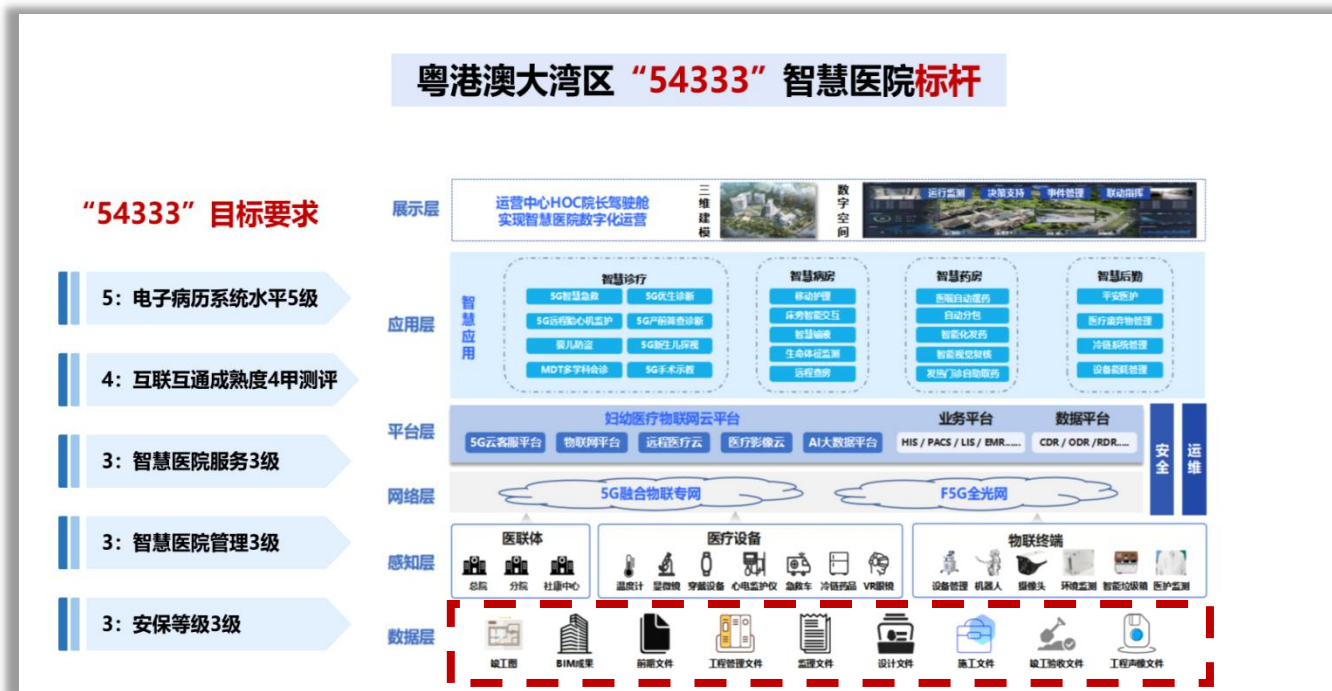 粤港澳大湾区“54333”智慧医院标杆
“54333”目标要求
5：电子病历系统水平5级
4：互联互通成熟度4甲测评
3：智慧医院服务3级
3：智慧医院管理3级
3：安保等级3级
展示层
运营中心HOC院长驾驶舱
实现智慧医院数字化运营
三维建模
数字空间
运行监测 决策支持 事件管理 联动指挥
应用层
智慧应用
智慧诊疗
5G智慧急救 5G优生诊断
5G远程胎心机监护 5G产前筛查诊断
婴儿防盗 5G新生儿探视
MDT多学科会诊 5G手术示教
智慧病房
移动护理
床旁智能交互
智慧输液
生命体征监测
远程查房
智慧药房
医院自动摆药
自动分包
智能化发药
智能视觉复核
发热门诊自助取药
智慧后勤
平安医护
医疗废弃物管理
冷链系统管理
设备能耗管理
平台层
妇幼医疗物联网云平台
5G云客服平台 物联网平台 远程医疗云 医疗影像云 AI大数据平台
业务平台
HIS / PACS / LIS / EMR......
数据平台
CDR / ODR /RDR....
安全
运维
网络层
5G融合物联专网
F5G全光网
感知层
医联体
总院 分院 社康中心
医疗设备
温度计 显微镜 穿戴设备 心电监护仪 急救车 冷链药品 VR眼镜
物联终端
设备管理 机器人 摄像头 环境监测 智能垃圾箱 医护监测
数据层
竣工图 BIM成果 前期文件 工程管理文件 监理文件 设计文件 施工文件 竣工验收文件 工程声像文件